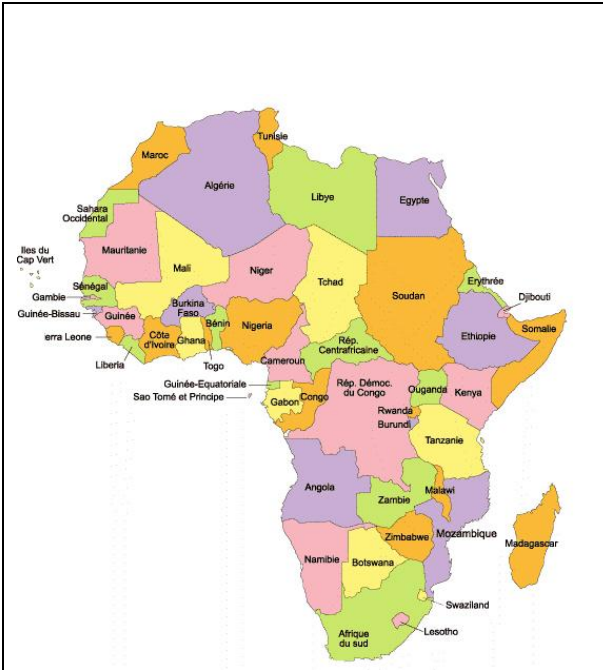 Tunisie
Maroc
Algérie
Libye
Egypte
Sahara
Occidental
Mauritanie
Iles du
Cap Vert
Mali
Niger
Tchad
Soudan
Erythrée
Sénégal
Gambie
Djibouti
Guinée-Bissau
Guinée
Burkina
Faso
Bénin
Nigeria
Ethiopie
Somalie
erra Leone
Côte
d'Ivoire
Ghana
Rép.
Centrafricaine
Liberia
Togo
Cameroun
Guinée-Equatoriale
Sao Tomé et Principe
Gabon
Congo
Rép. Démoc.
du Congo
Ouganda
Kenya
Rwanda
Burundi
Tanzanie
Angola
Zambie
Malawi
Mozambique
Zimbabwe
Madagascar
Namibie
Botswana
Swaziland
Afrique
du sud
Lesotho